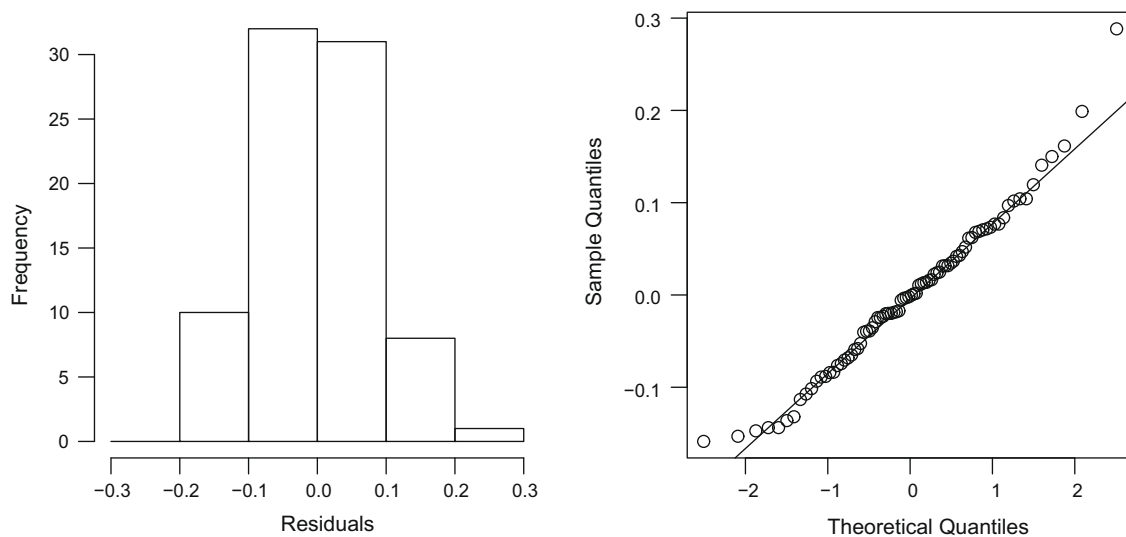 Frequency
30
25
20
15
10
5
0
−0.3 −0.2 −0.1 0.0 0.1 0.2 0.3
Residuals
Sample Quantiles
0.3
0.2
0.1
0.0
−0.1
−2 −1 0 1 2
Theoretical Quantiles